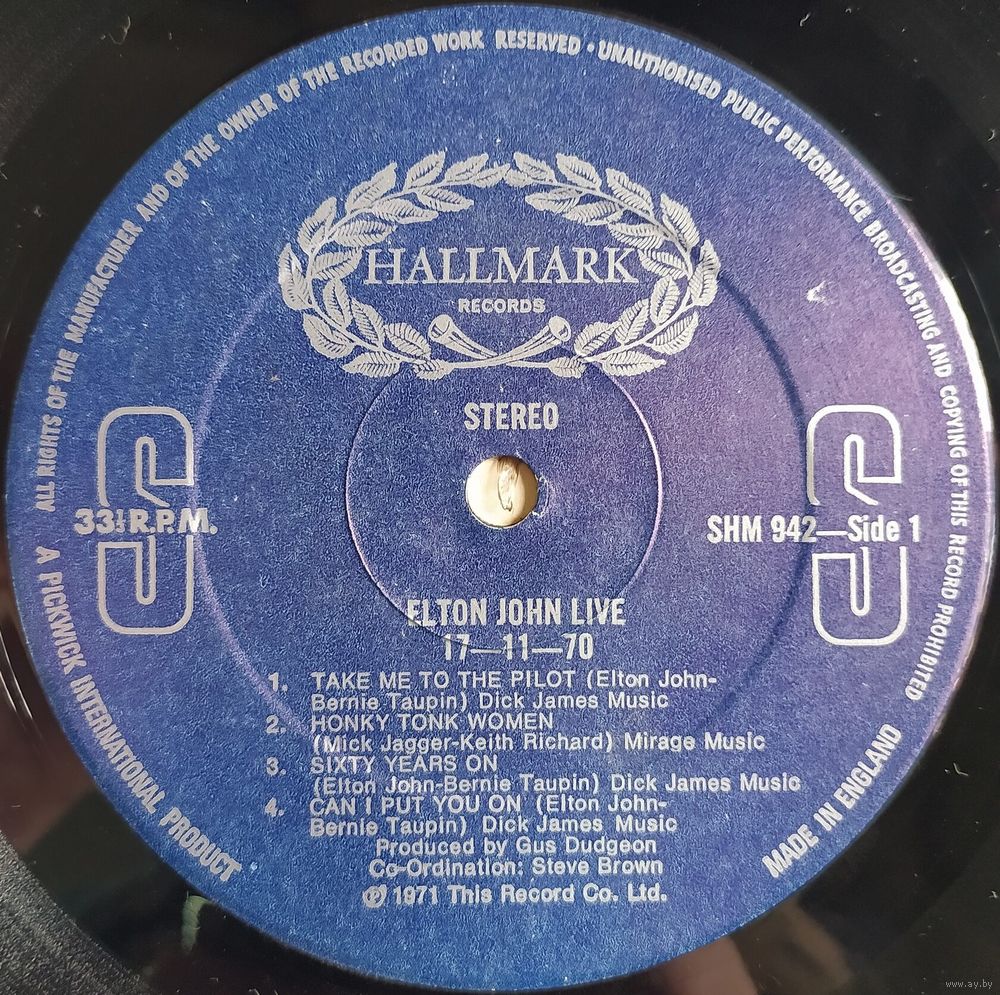 ALL RIGHTS OF THE MANUFACTURER AND OF THE OWNER OF THE RECORDED WORK RESERVED • UNAUTHORISED PUBLIC PERFORMANCE BROADCASTING AND COPYING OF THIS RECORD PROHIBITED
HALLMARK
RECORDS
STEREO
S
S
33⅓ R.P.M.
SHM 942—Side 1
ELTON JOHN LIVE
17—11—70
1. TAKE ME TO THE PILOT (Elton John-
Bernie Taupin) Dick James Music
2. HONKY TONK WOMEN
(Mick Jagger-Keith Richard) Mirage Music
3. SIXTY YEARS ON
(Elton John-Bernie Taupin) Dick James Music
4. CAN I PUT YOU ON (Elton John-
Bernie Taupin) Dick James Music
Produced by Gus Dudgeon
Co-Ordination: Steve Brown
℗ 1971 This Record Co. Ltd.
A PICKWICK INTERNATIONAL PRODUCT
MADE IN ENGLAND
www.ay.by